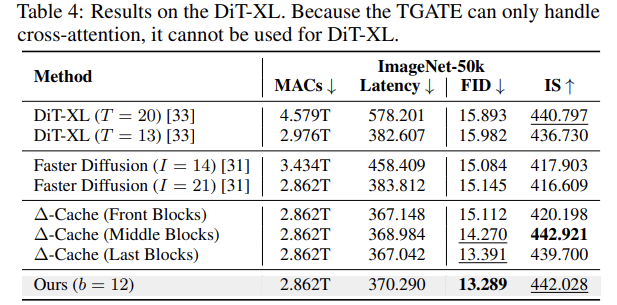 Table 4: Results on the DiT-XL. Because the TGATE can only handle
cross-attention, it cannot be used for DiT-XL.
Method ImageNet-50k
MACs ↓ Latency ↓ FID ↓ IS ↑
DiT-XL (T = 20) [33] 4.579T 578.201 15.893 440.797
DiT-XL (T = 13) [33] 2.976T 382.607 15.982 436.730
Faster Diffusion (I = 14) [31] 3.434T 458.409 15.084 417.903
Faster Diffusion (I = 21) [31] 2.862T 383.812 15.145 416.609
Δ-Cache (Front Blocks) 2.862T 367.148 15.112 420.198
Δ-Cache (Middle Blocks) 2.862T 368.984 14.270 442.921
Δ-Cache (Last Blocks) 2.862T 367.042 13.391 439.700
Ours (b = 12) 2.862T 370.290 13.289 442.028